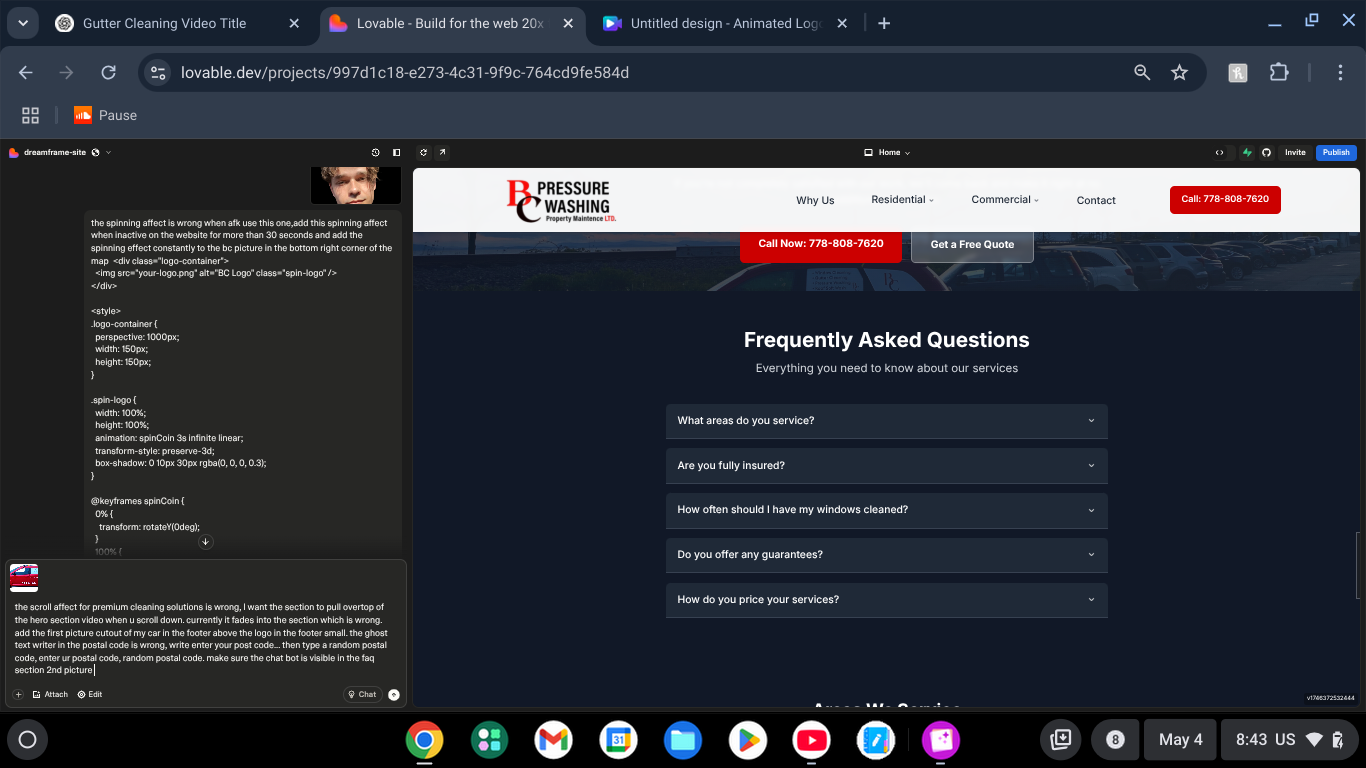 Gutter Cleaning Video Title
Lovable - Build for the web 20x
Untitled design - Animated Logo
lovable.dev/projects/997d1c18-e273-4c31-9f9c-764cd9fe584d
Pause
dreamframe-site
Home
Invite
Publish
the spinning affect is wrong when afk use this one,add this spinning affect
when inactive on the website for more than 30 seconds and add the
spinning effect constantly to the bc picture in the bottom right corner of the
map <div class="logo-container">
<img src="your-logo.png" alt="BC Logo" class="spin-logo" />
</div>
<style>
.logo-container {
perspective: 1000px;
width: 150px;
height: 150px;
}
.spin-logo {
width: 100%;
height: 100%;
animation: spinCoin 3s infinite linear;
transform-style: preserve-3d;
box-shadow: 0 10px 30px rgba(0, 0, 0, 0.3);
}
@keyframes spinCoin {
0% {
transform: rotateY(0deg);
}
100% {
the scroll affect for premium cleaning solutions is wrong, I want the section to pull overtop of
the hero section video when u scroll down. currently it fades into the section which is wrong.
add the first picture cutout of my car in the footer above the logo in the footer small. the ghost
text writer in the postal code is wrong, write enter your post code... then type a random postal
code, enter ur postal code, random postal code. make sure the chat bot is visible in the faq
section 2nd picture
Attach
Edit
Chat
BC PRESSURE
WASHING
Property Maintence LTD.
Why Us
Residential
Commercial
Contact
Call: 778-808-7620
Call Now: 778-808-7620
Get a Free Quote
Frequently Asked Questions
Everything you need to know about our services
What areas do you service?
Are you fully insured?
How often should I have my windows cleaned?
Do you offer any guarantees?
How do you price your services?
Areas We Service
v1746372532444
31
8
May 4
8:43 US